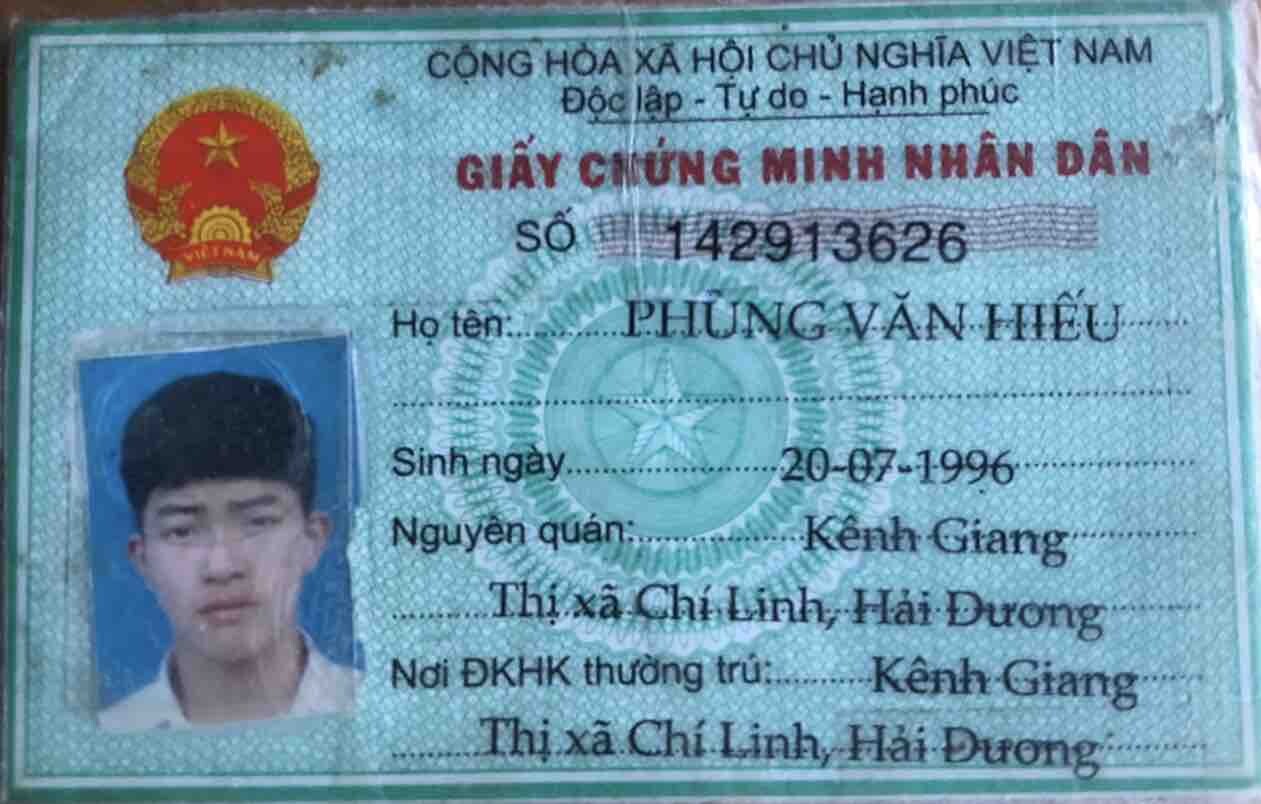 CỘNG HÒA XÃ HỘI CHỦ NGHĨA VIỆT NAM
Độc lập - Tự do - Hạnh phúc
GIẤY CHỨNG MINH NHÂN DÂN
VIỆT NAM
SỐ 142913626
Họ tên: PHÙNG VĂN HIẾU
Sinh ngày 20-07-1996
Nguyên quán: Kênh Giang
Thị xã Chí Linh, Hải Dương
Nơi ĐKHK thường trú: Kênh Giang
Thị xã Chí Linh, Hải Dương